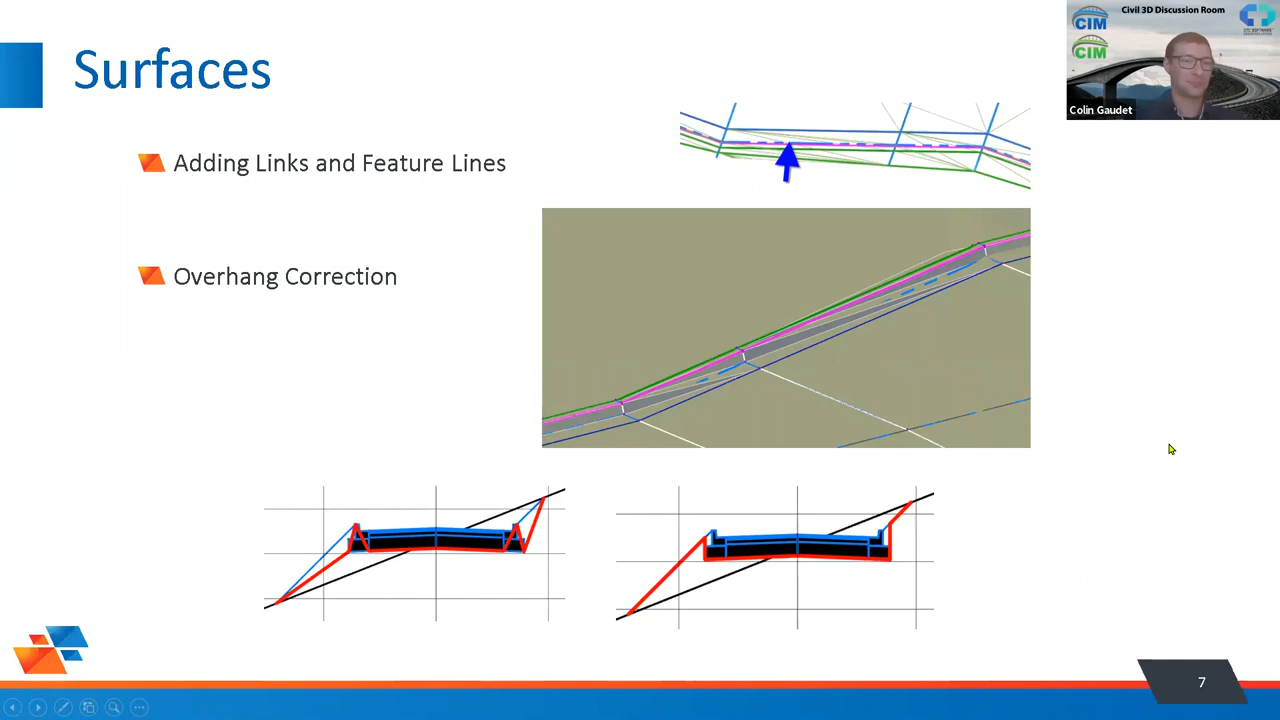 Surfaces
Adding Links and Feature Lines
Overhang Correction
Civil 3D Discussion Room
CIM
CIM
Colin Gaudet
7